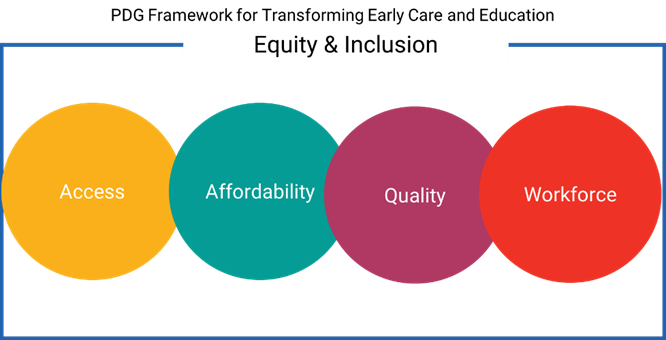 PDG Framework for Transforming Early Care and Education
Equity & Inclusion
Access
Affordability
Quality
Workforce